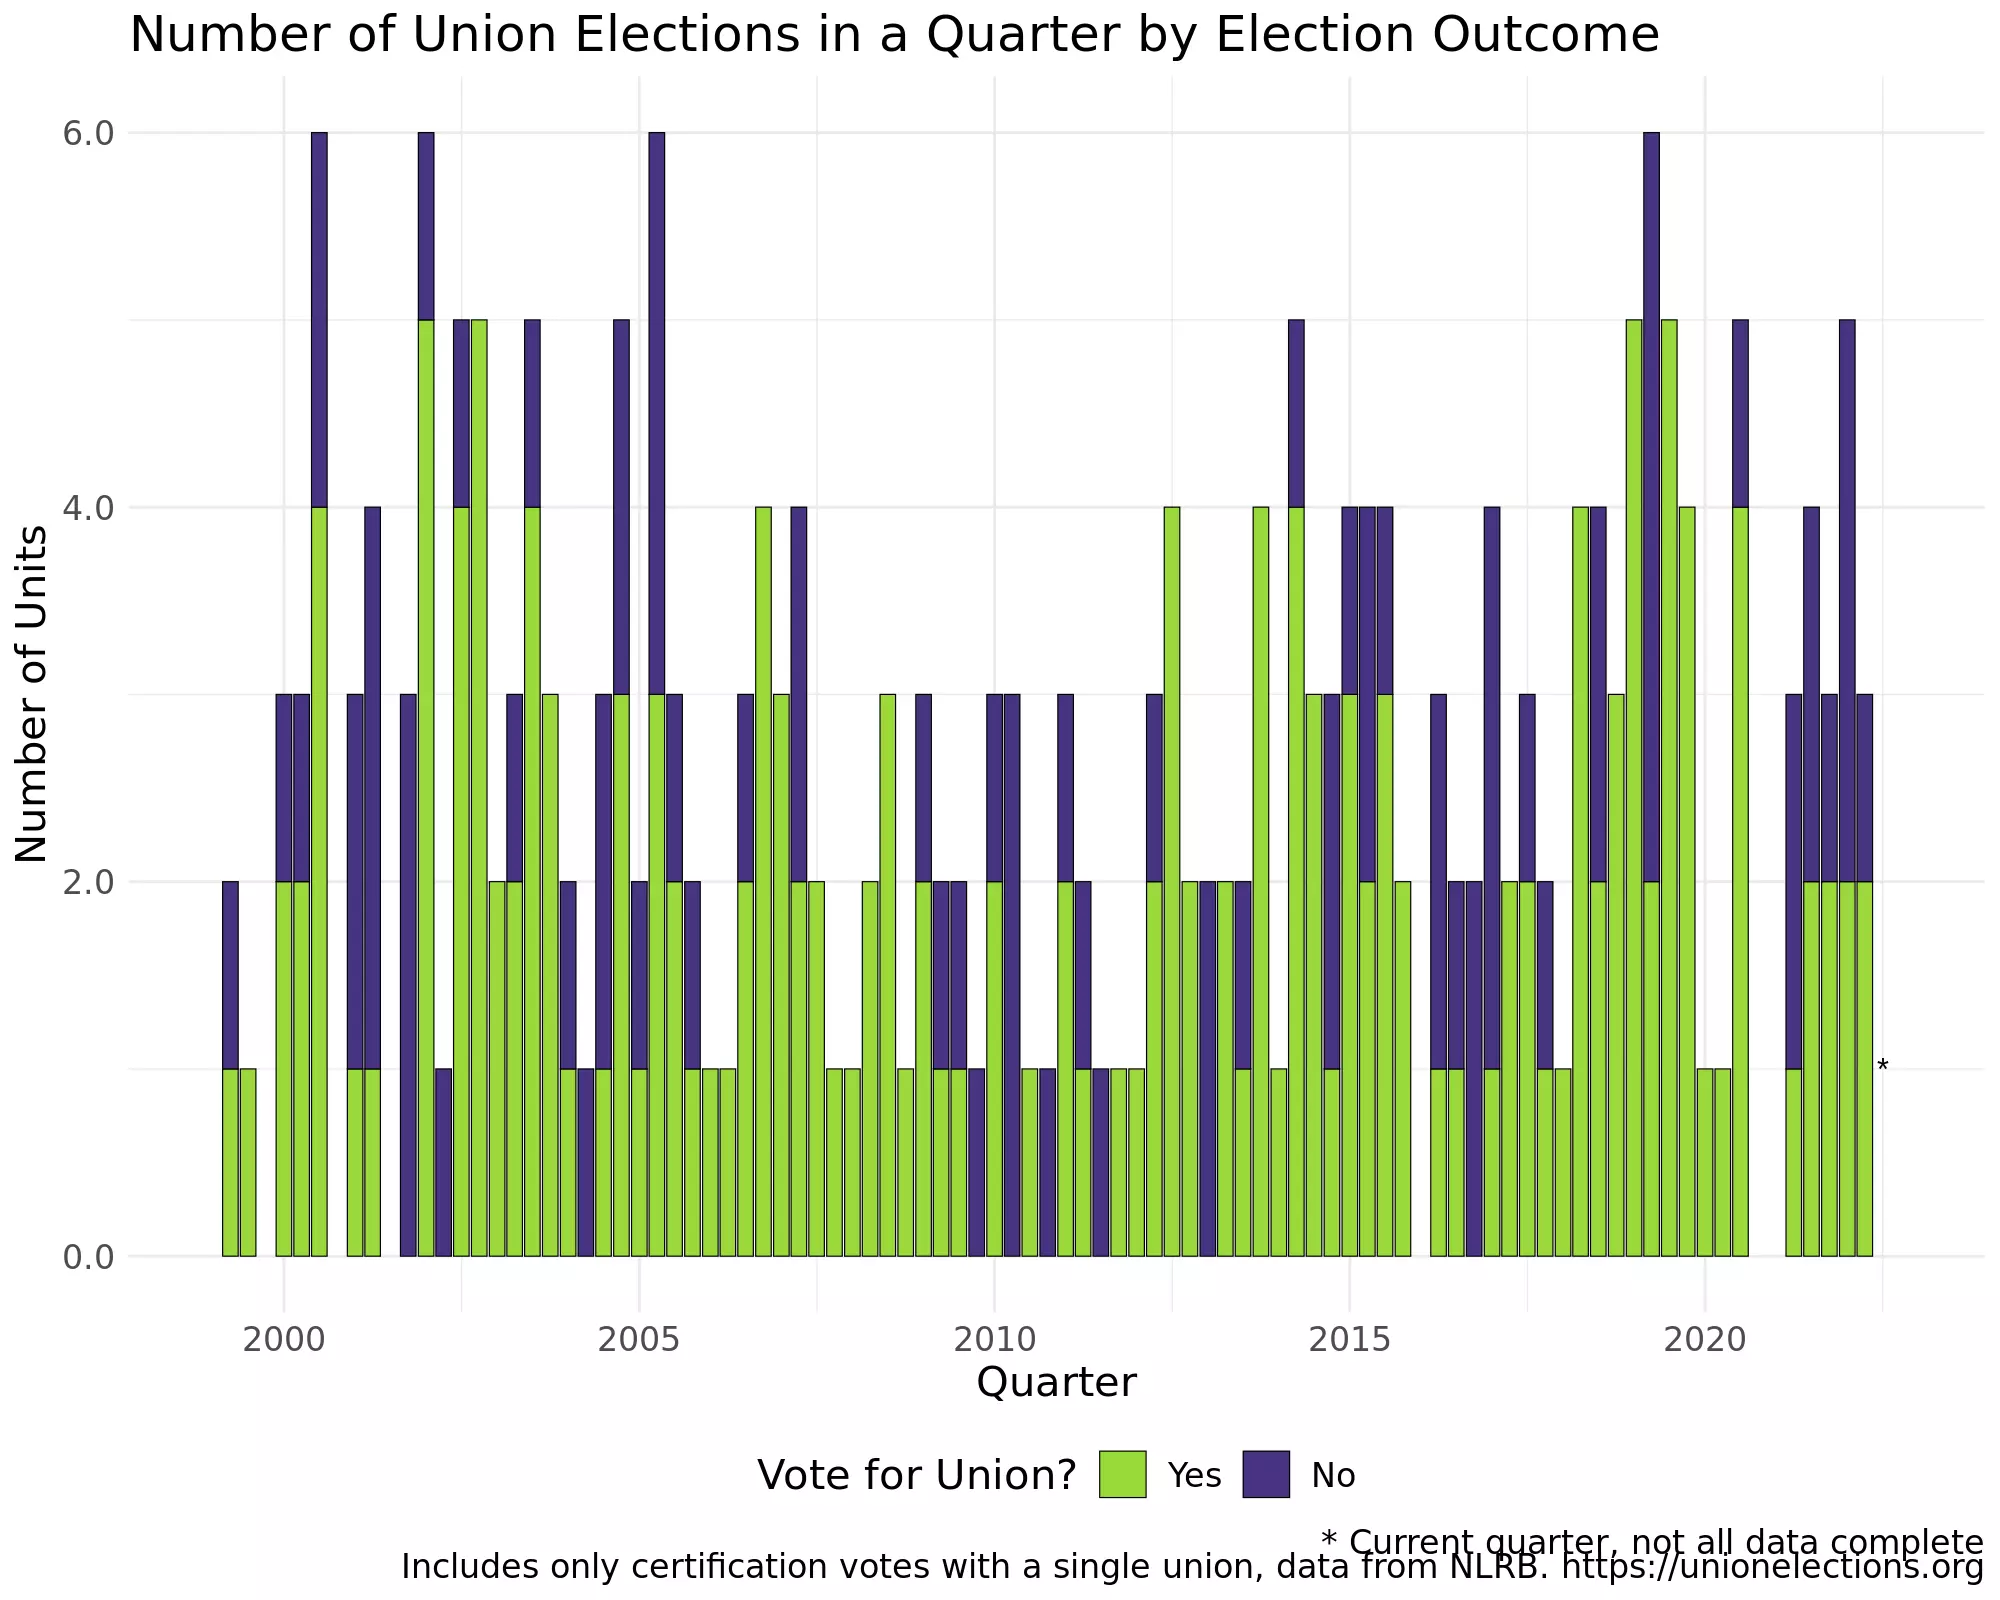 Number of Union Elections in a Quarter by Election Outcome
Number of Units
6.0
4.0
2.0
0.0
*
2000 2005 2010 2015 2020
Quarter
Vote for Union? Yes No
* Current quarter, not all data complete
Includes only certification votes with a single union, data from NLRB. https://unionelections.org